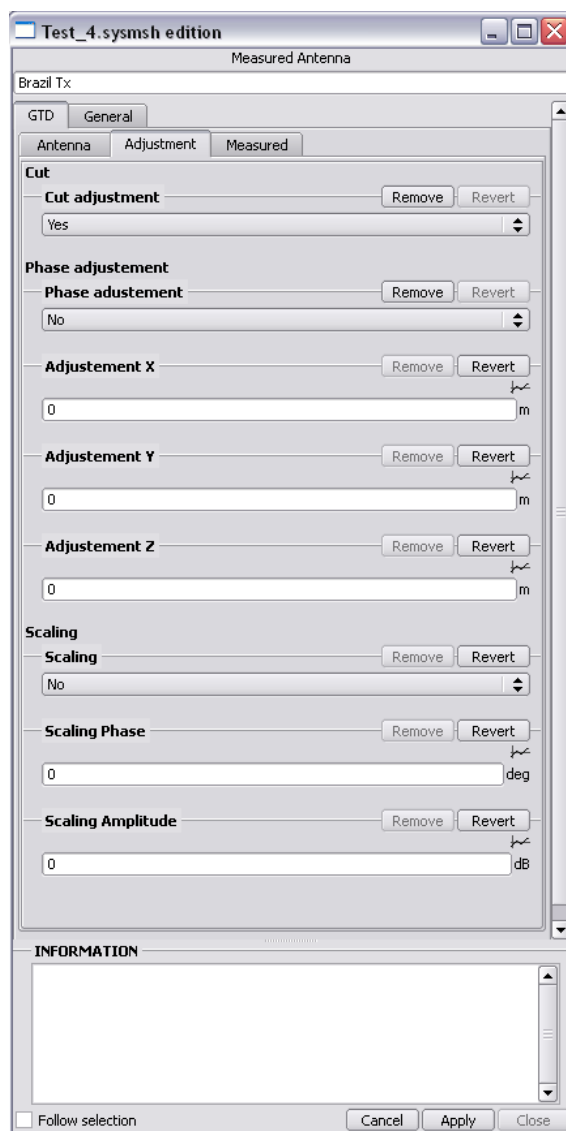 Test_4.sysmsh edition
Measured Antenna
Brazil Tx
GTD General
Antenna Adjustment Measured
Cut
Cut adjustment Remove Revert
Yes
Phase adjustement
Phase adustement Remove Revert
No
Adjustement X Remove Revert
0 m
Adjustement Y Remove Revert
0 m
Adjustement Z Remove Revert
0 m
Scaling
Scaling Remove Revert
No
Scaling Phase Remove Revert
0 deg
Scaling Amplitude Remove Revert
0 dB
INFORMATION
Follow selection Cancel Apply Close